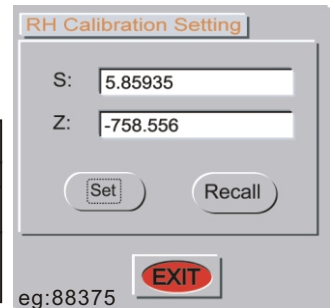 RH Calibration Setting
S: 5.85935
Z: -758.556
Set Recall
EXIT
eg:88375